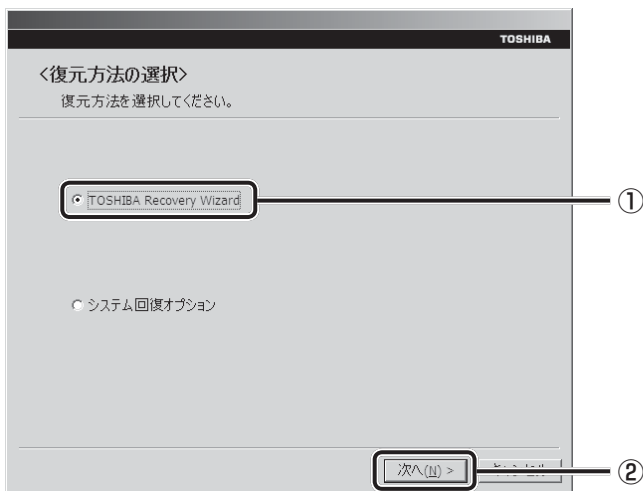 TOSHIBA
<復元方法の選択>
復元方法を選択してください。
TOSHIBA Recovery Wizard
①
システム回復オプション
次へ(N) >
②